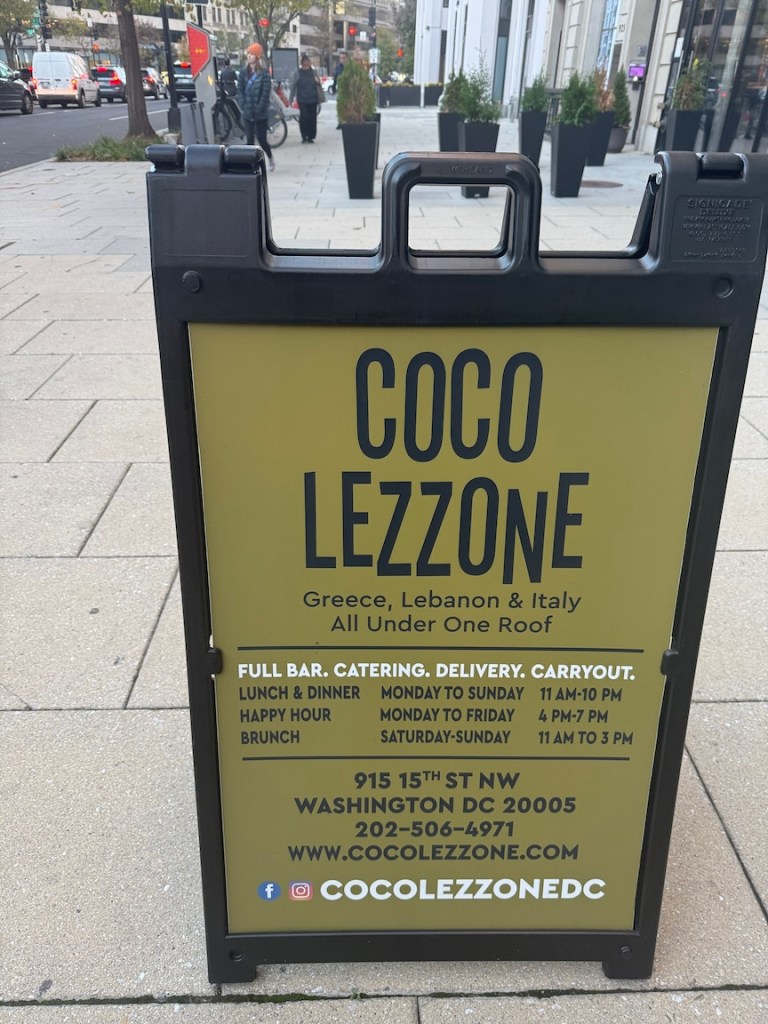 SIGNICADE
COCO
LEZZONE
Greece, Lebanon & Italy
All Under One Roof
FULL BAR. CATERING. DELIVERY. CARRYOUT.
LUNCH & DINNER MONDAY TO SUNDAY 11 AM-10 PM
HAPPY HOUR MONDAY TO FRIDAY 4 PM-7 PM
BRUNCH SATURDAY-SUNDAY 11 AM TO 3 PM
915 15TH ST NW
WASHINGTON DC 20005
202-506-4971
WWW.COCOLEZZONE.COM
COCOLEZZONEDC